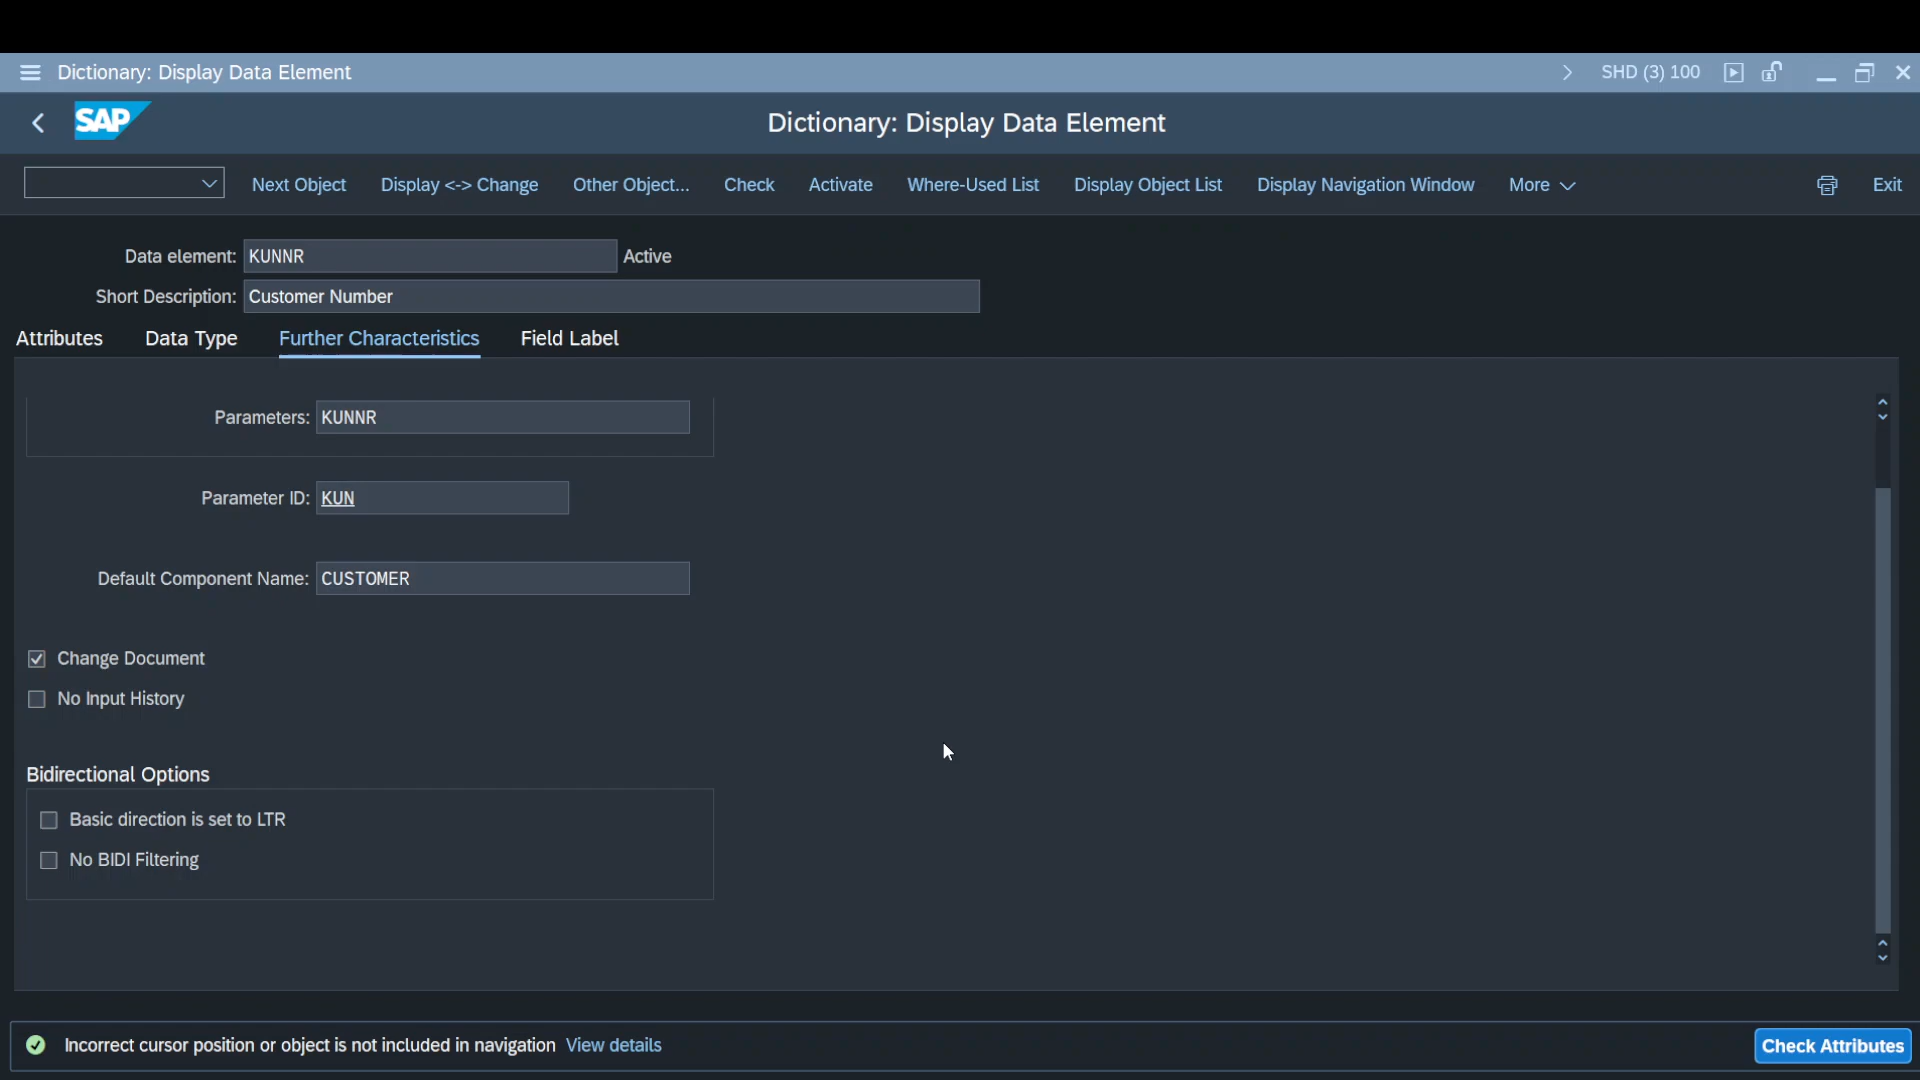 Dictionary: Display Data Element
SHD (3) 100
SAP
Dictionary: Display Data Element
Next Object Display <-> Change Other Object... Check Activate Where-Used List Display Object List Display Navigation Window More Exit
Data element: KUNNR Active
Short Description: Customer Number
Attributes Data Type Further Characteristics Field Label
Parameters: KUNNR
Parameter ID: KUN
Default Component Name: CUSTOMER
Change Document
No Input History
Bidirectional Options
Basic direction is set to LTR
No BIDI Filtering
Incorrect cursor position or object is not included in navigation View details
Check Attributes